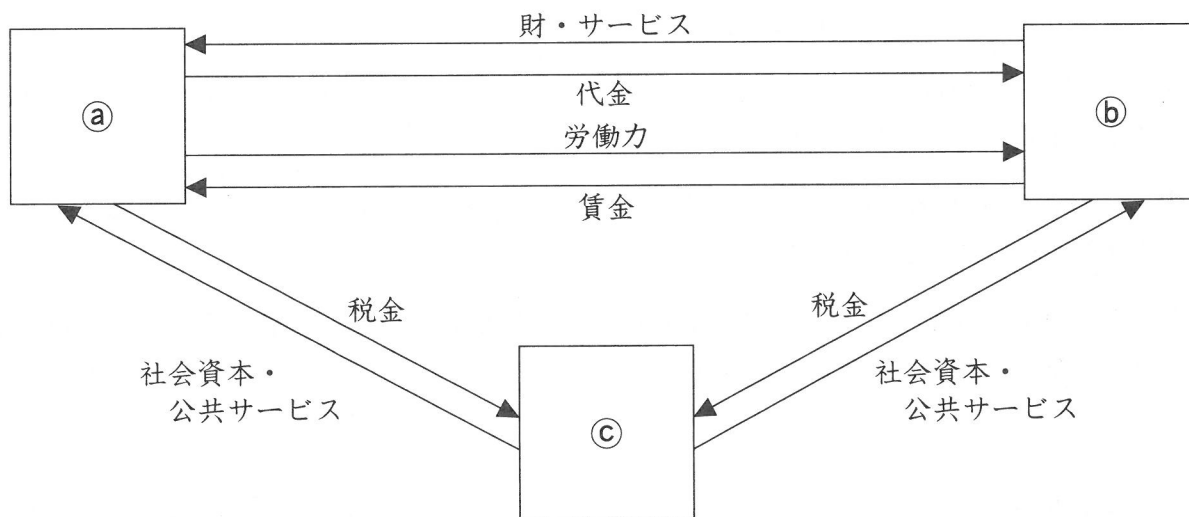 財・サービス
代金
ⓐ
ⓑ
労働力
賃金
税金
税金
社会資本・
公共サービス
社会資本・
公共サービス
ⓒ